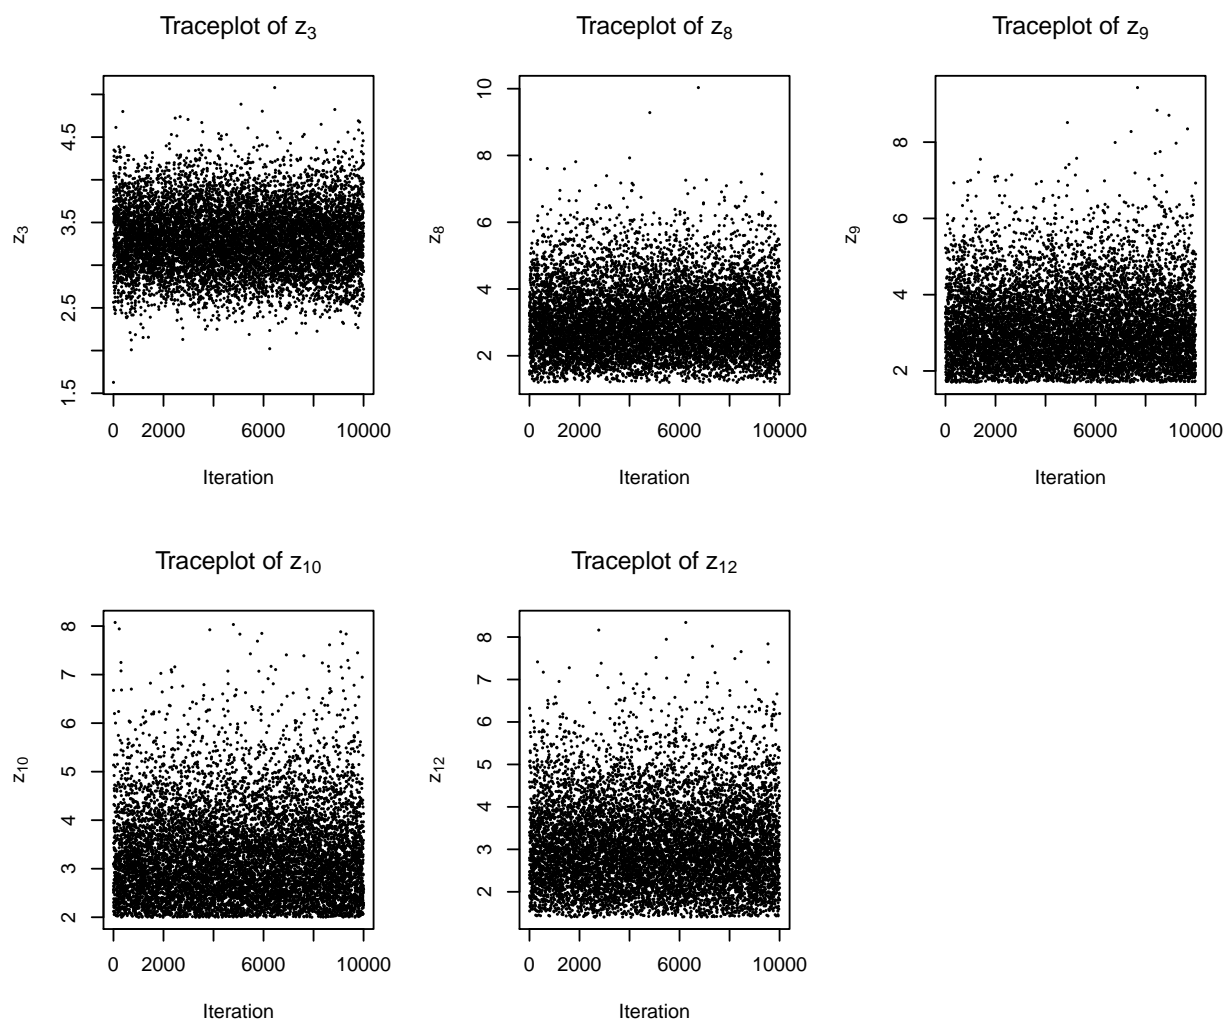 Traceplot of z3
Traceplot of z8
Traceplot of z9
z3
1.5 2.5 3.5 4.5
0 2000 6000 10000
Iteration
z8
2 4 6 8 10
0 2000 6000 10000
Iteration
z9
2 4 6 8
0 2000 6000 10000
Iteration
Traceplot of z10
Traceplot of z12
z10
2 3 4 5 6 7 8
0 2000 6000 10000
Iteration
z12
2 3 4 5 6 7 8
0 2000 6000 10000
Iteration